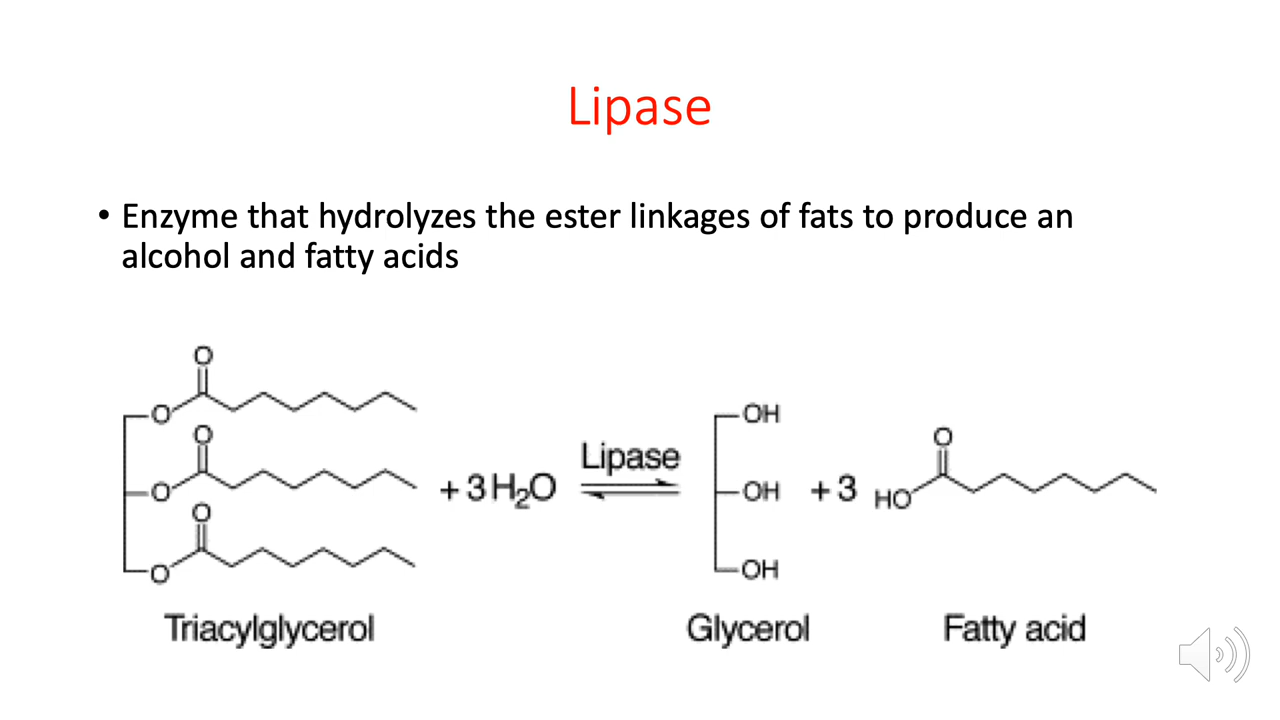 Lipase
• Enzyme that hydrolyzes the ester linkages of fats to produce an
alcohol and fatty acids
O
O
O
O
O
O
+ 3 H₂O
Lipase
OH
OH
OH
+ 3
O
HO
Triacylglycerol
Glycerol
Fatty acid